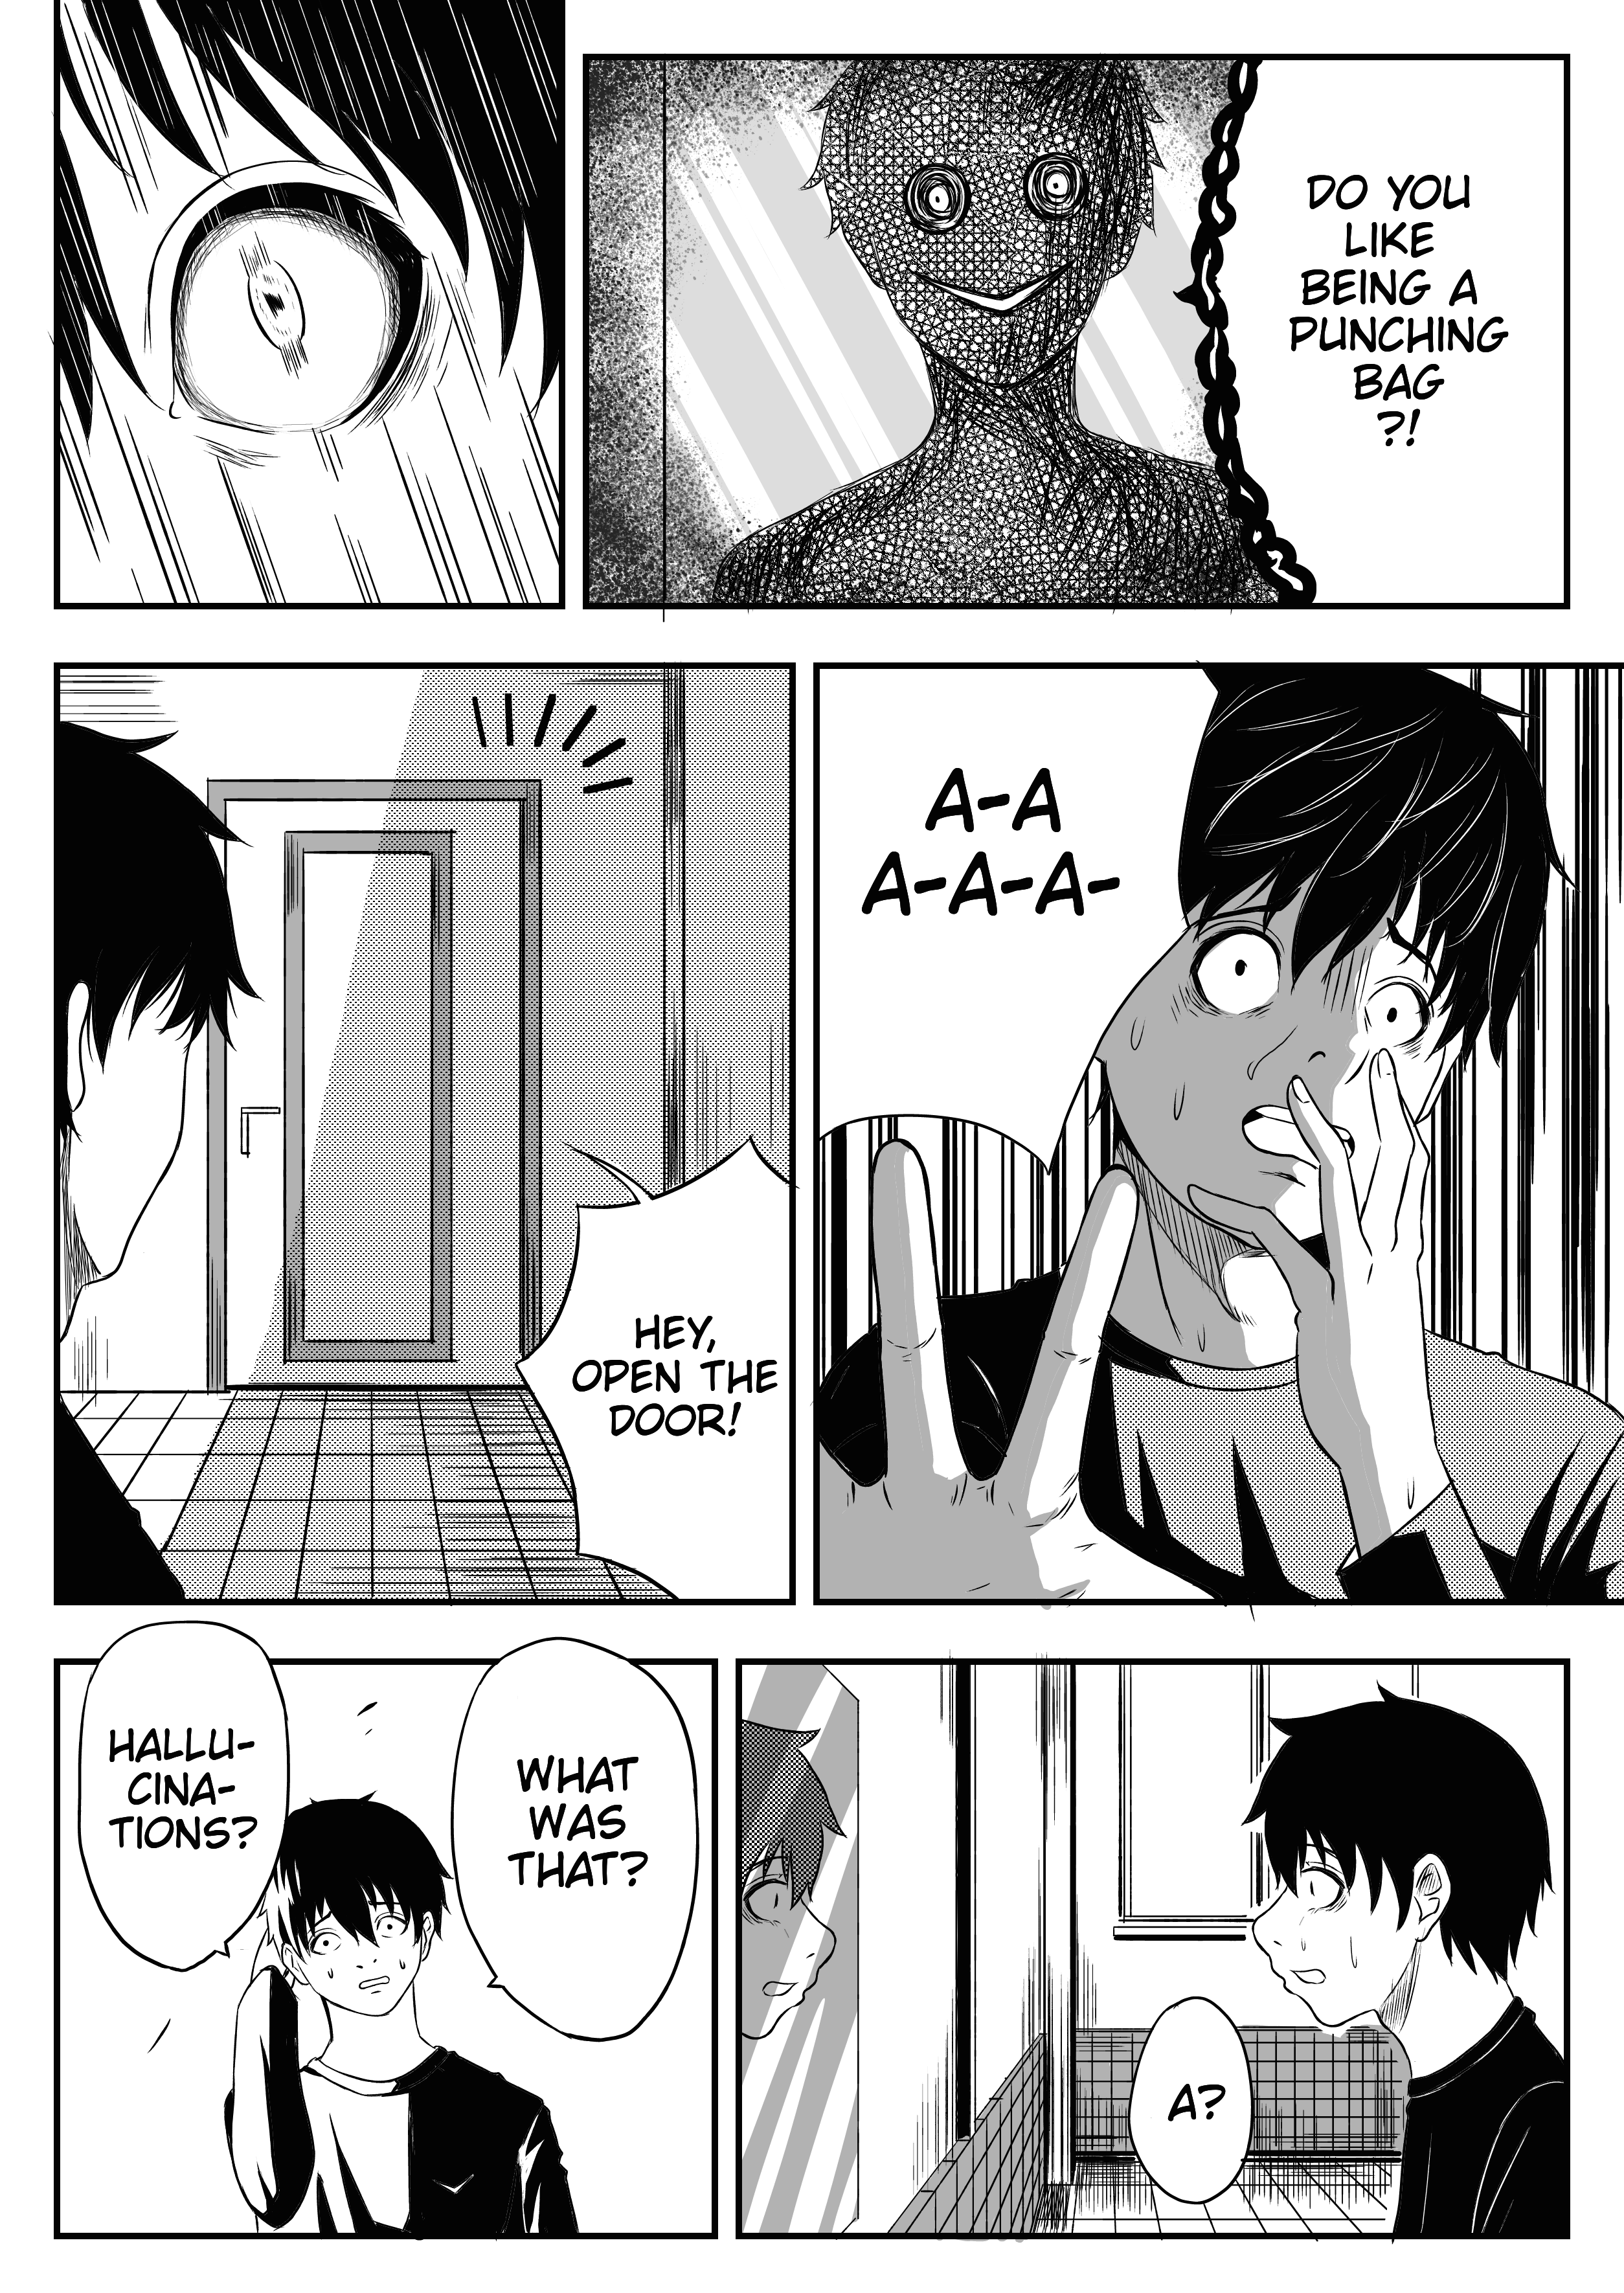 DO YOU
LIKE
BEING A
PUNCHING
BAG
?!
A-A
A-A-A-
HEY,
OPEN THE
DOOR!
A?
WHAT
WAS
THAT?
HALLU-
CINA-
TIONS?